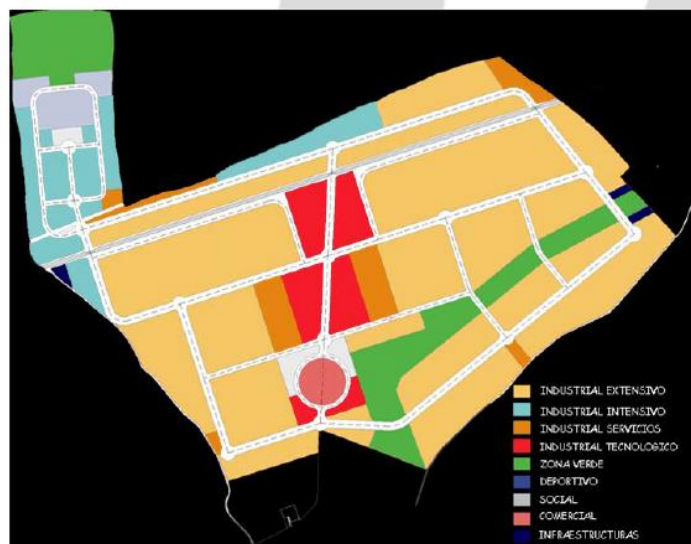 INDUSTRIAL EXTENSIVO
INDUSTRIAL INTENSIVO
INDUSTRIAL SERVICIOS
INDUSTRIAL TECNOLOGICO
ZONA VERDE
DEPORTIVO
SOCIAL
COMERCIAL
INFRAESTRUCTURAS